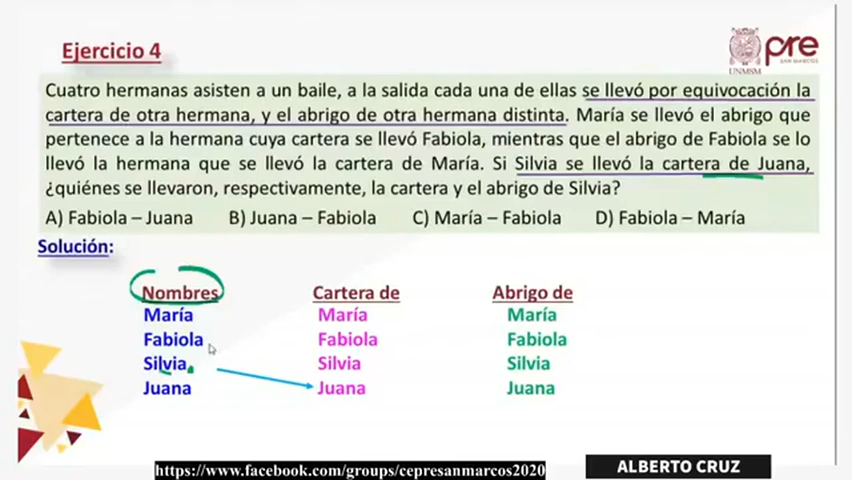 Ejercicio 4
UNMSM
pre
SAN MARCOS
Cuatro hermanas asisten a un baile, a la salida cada una de ellas se llevó por equivocación la
cartera de otra hermana, y el abrigo de otra hermana distinta. María se llevó el abrigo que
pertenece a la hermana cuya cartera se llevó Fabiola, mientras que el abrigo de Fabiola se lo
llevó la hermana que se llevó la cartera de María. Si Silvia se llevó la cartera de Juana,
¿quiénes se llevaron, respectivamente, la cartera y el abrigo de Silvia?
A) Fabiola – Juana B) Juana – Fabiola C) María – Fabiola D) Fabiola – María
Solución:
Nombres Cartera de Abrigo de
María María María
Fabiola Fabiola Fabiola
Silvia Silvia Silvia
Juana Juana Juana
https://www.facebook.com/groups/cepresanmarcos2020
ALBERTO CRUZ